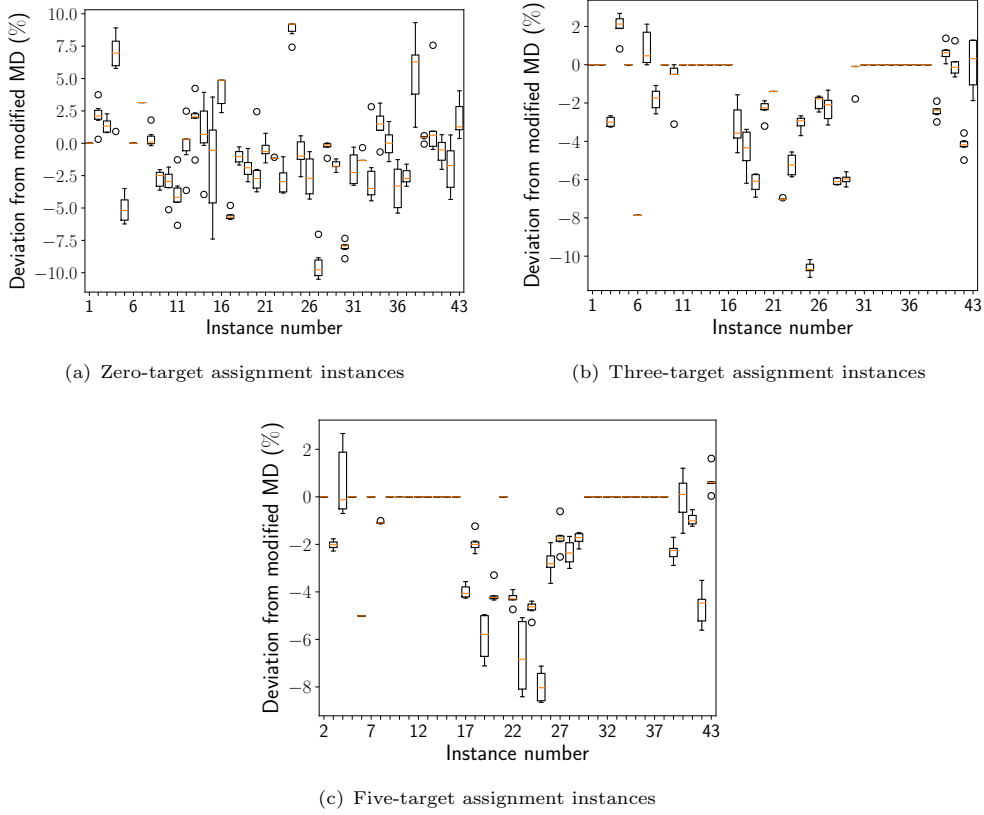 Deviation from modified MD (%)
10.0
7.5
5.0
2.5
0.0
−2.5
−5.0
−7.5
−10.0
1 6 11 16 21 26 31 36 43
Instance number
(a) Zero-target assignment instances
Deviation from modified MD (%)
2
0
−2
−4
−6
−8
−10
1 6 11 16 21 26 31 36 43
Instance number
(b) Three-target assignment instances
Deviation from modified MD (%)
2
0
−2
−4
−6
−8
2 7 12 17 22 27 32 37 43
Instance number
(c) Five-target assignment instances